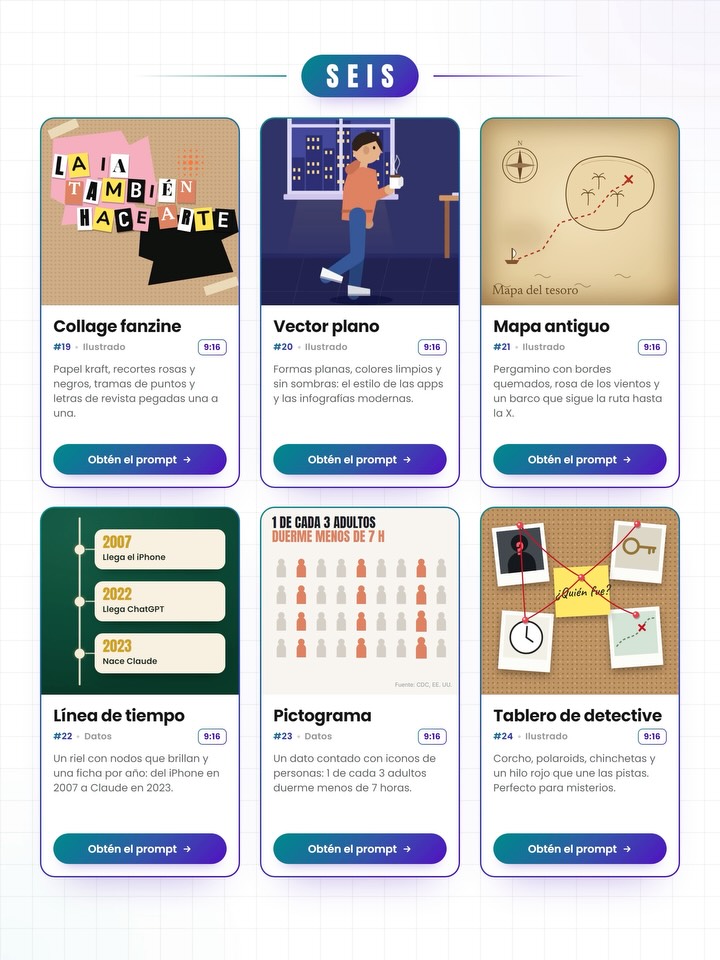 SEIS
LA IA
TAMBIÉN
HACE ARTE
Collage fanzine
#19 • Ilustrado
9:16
Papel kraft, recortes rosas y
negros, tramas de puntos y
letras de revista pegadas una a
una.
Obtén el prompt →
Vector plano
#20 • Ilustrado
9:16
Formas planas, colores limpios y
sin sombras: el estilo de las apps
y las infografías modernas.
Obtén el prompt →
N
Mapa del tesoro
Mapa antiguo
#21 • Ilustrado
9:16
Pergamino con bordes
quemados, rosa de los vientos y
un barco que sigue la ruta hasta
la X.
Obtén el prompt →
2007
Llega el iPhone
2022
Llega ChatGPT
2023
Nace Claude
Línea de tiempo
#22 • Datos
9:16
Un riel con nodos que brillan y
una ficha por año: del iPhone en
2007 a Claude en 2023.
Obtén el prompt →
1 DE CADA 3 ADULTOS
DUERME MENOS DE 7 H
Fuente: CDC, EE. UU.
Pictograma
#23 • Datos
9:16
Un dato contado con iconos de
personas: 1 de cada 3 adultos
duerme menos de 7 horas.
Obtén el prompt →
?
¿Quién fue?
Tablero de detective
#24 • Ilustrado
9:16
Corcho, polaroids, chinchetas y
un hilo rojo que une las pistas.
Perfecto para misterios.
Obtén el prompt →